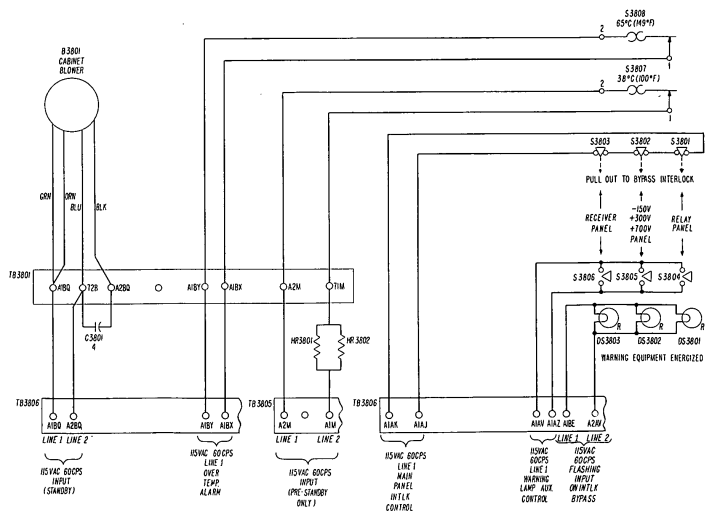 S3808
65°C (149°F)
2
1
S3807
38°C (100°F)
2
1
B3801
CABINET
BLOWER
GRN
ORN
BLU
BLK
S3803 S3802 S3801
PULL OUT TO BYPASS INTERLOCK
RECEIVER
PANEL
-150V
+300V
+700V
PANEL
RELAY
PANEL
S3806 S3805 S3804
TB3801
A1BQ T2B A2BQ A1BY A1BX A2M T1M
C3801
4
HR3801 HR3802
R R R
DS3803 DS3802 DS3801
WARNING EQUIPMENT ENERGIZED
TB3806
A1BQ A2BQ A1BY A1BX
TB3805
A2M A1M
TB3806
A1AK A1AJ A1AV A1AZ A1BE A2AV
LINE 1 LINE 2
115VAC 60CPS
INPUT
(STANDBY)
115VAC 60CPS
LINE 1
OVER
TEMP.
ALARM
LINE 1 LINE 2
115VAC 60CPS
INPUT
(PRE-STANDBY
ONLY)
115VAC 60CPS
LINE 1
MAIN
PANEL
INTLK
CONTROL
115VAC
60CPS
LINE 1
WARNING
LAMP AUX.
CONTROL
LINE 1 LINE 2
115VAC
60CPS
FLASHING
INPUT
ON INTLK
BYPASS